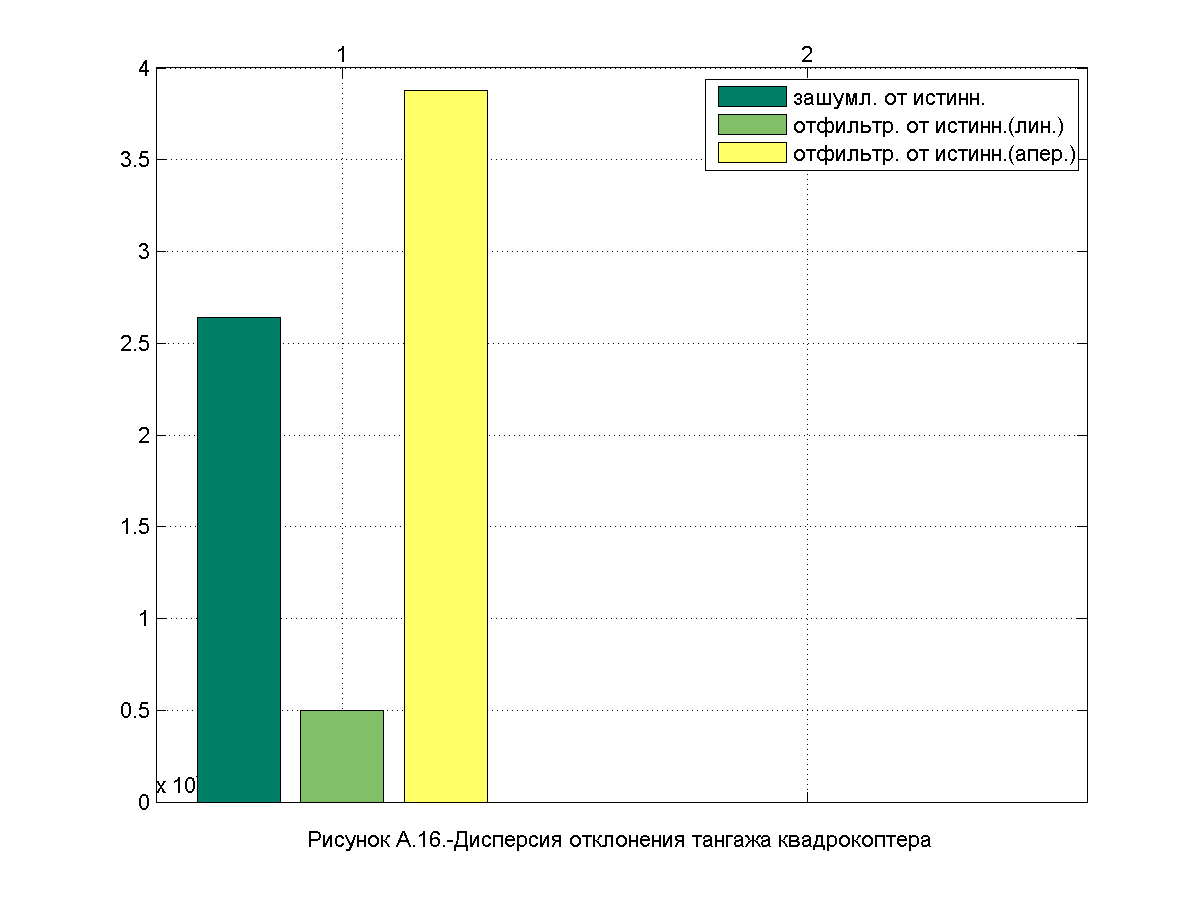 1 2
4
зашумл. от истинн.
отфильтр. от истинн.(лин.)
отфильтр. от истинн.(апер.)
3.5
3
2.5
2
1.5
1
0.5
x 10
0
Рисунок А.16.-Дисперсия отклонения тангажа квадрокоптера